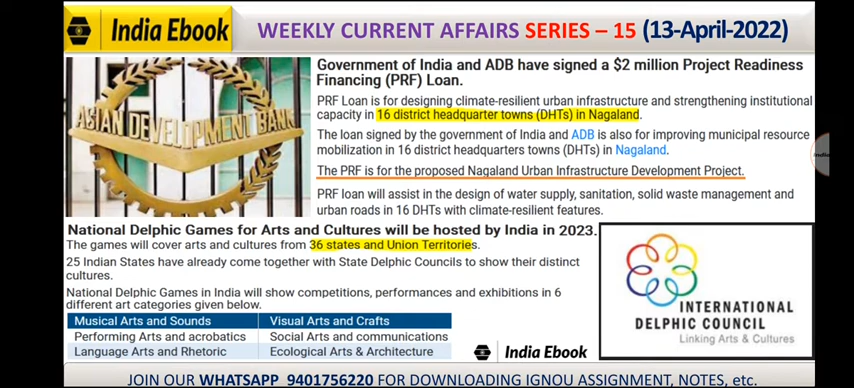 India Ebook
WEEKLY CURRENT AFFAIRS SERIES – 15 (13-April-2022)
ASIAN DEVELOPMENT BANK
Government of India and ADB have signed a $2 million Project Readiness
Financing (PRF) Loan.
PRF Loan is for designing climate-resilient urban infrastructure and strengthening institutional
capacity in 16 district headquarter towns (DHTs) in Nagaland.
The loan signed by the government of India and ADB is also for improving municipal resource
mobilization in 16 district headquarters towns (DHTs) in Nagaland.
The PRF is for the proposed Nagaland Urban Infrastructure Development Project.
PRF loan will assist in the design of water supply, sanitation, solid waste management and
urban roads in 16 DHTs with climate-resilient features.
India
National Delphic Games for Arts and Cultures will be hosted by India in 2023.
The games will cover arts and cultures from 36 states and Union Territories.
25 Indian States have already come together with State Delphic Councils to show their distinct
cultures.
National Delphic Games in India will show competitions, performances and exhibitions in 6
different art categories given below.
Musical Arts and Sounds Visual Arts and Crafts
Performing Arts and acrobatics Social Arts and communications
Language Arts and Rhetoric Ecological Arts & Architecture
India Ebook
INTERNATIONAL
DELPHIC COUNCIL
Linking Arts & Cultures
JOIN OUR WHATSAPP 9401756220 FOR DOWNLOADING IGNOU ASSIGNMENT, NOTES, etc.